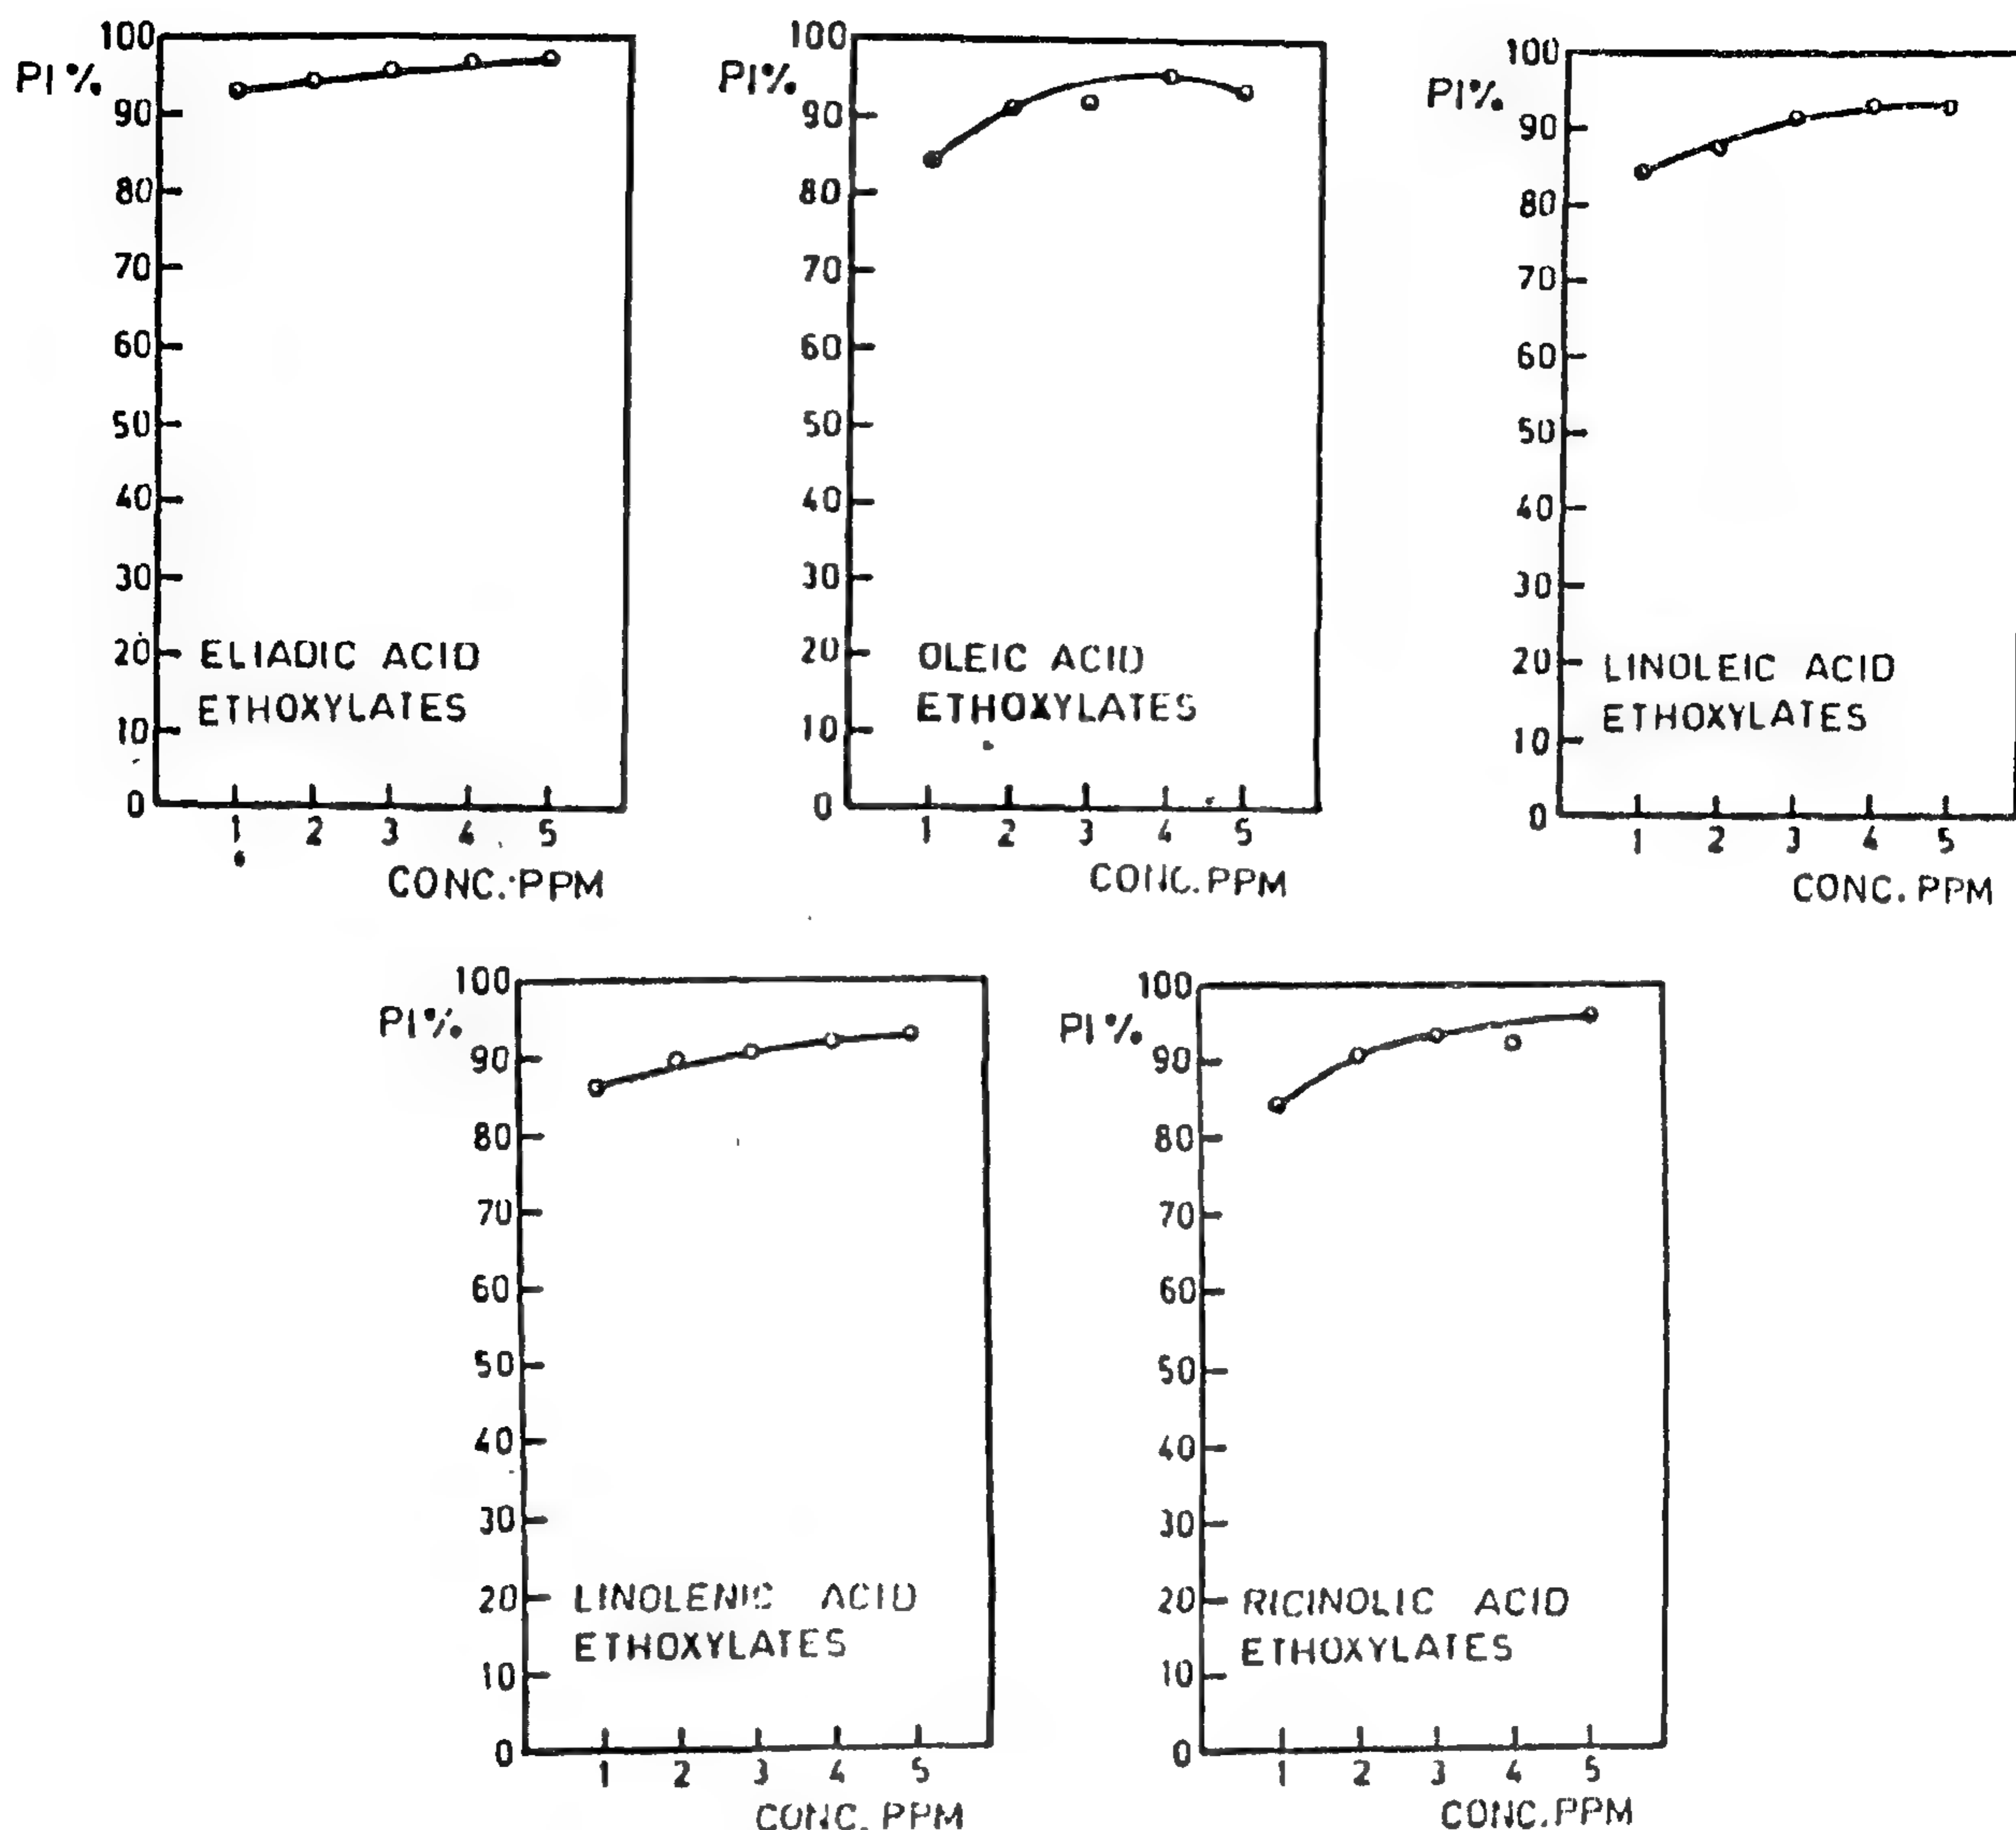 100
PI%
90
80
70
60
50
40
30
20
10
0
ELIADIC ACID
ETHOXYLATES
1 2 3 4 5
CONC. PPM
100
PI%
90
80
70
60
50
40
30
20
10
0
OLEIC ACID
ETHOXYLATES
1 2 3 4 5
CONC. PPM
100
PI%
90
80
70
60
50
40
30
20
10
0
LINOLEIC ACID
ETHOXYLATES
1 2 3 4 5
CONC. PPM
100
PI%
90
80
70
60
50
40
30
20
10
0
LINOLENIC ACID
ETHOXYLATES
1 2 3 4 5
CONC. PPM
100
PI%
90
80
70
60
50
40
30
20
10
0
RICINOLIC ACID
ETHOXYLATES
1 2 3 4 5
CONC. PPM